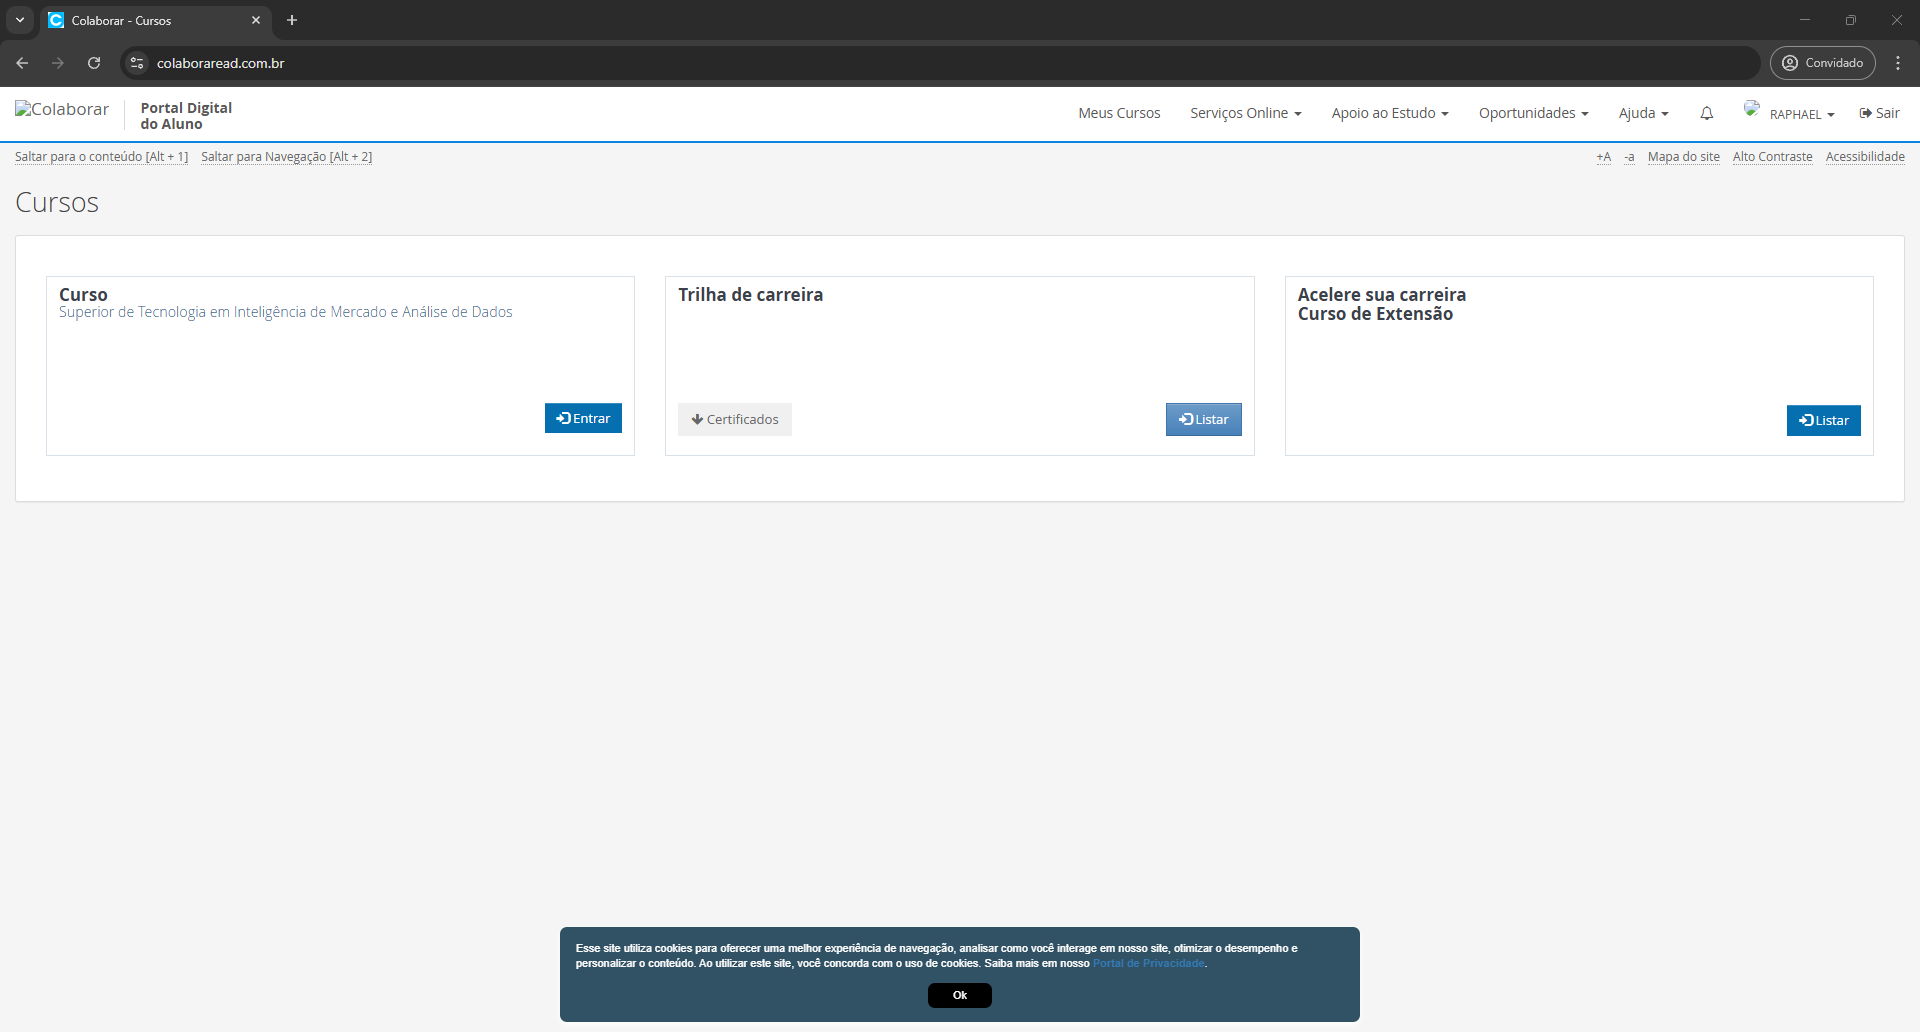 Colaborar - Cursos
colaboraread.com.br
Convidado
Colaborar
Portal Digital
do Aluno
Meus Cursos
Serviços Online
Apoio ao Estudo
Oportunidades
Ajuda
RAPHAEL
Sair
Saltar para o conteúdo [Alt + 1]
Saltar para Navegação [Alt + 2]
+A
-a
Mapa do site
Alto Contraste
Acessibilidade
Cursos
Curso
Superior de Tecnologia em Inteligência de Mercado e Análise de Dados
Entrar
Trilha de carreira
Certificados
Listar
Acelere sua carreira
Curso de Extensão
Listar
Esse site utiliza cookies para oferecer uma melhor experiência de navegação, analisar como você interage em nosso site, otimizar o desempenho e
personalizar o conteúdo. Ao utilizar este site, você concorda com o uso de cookies. Saiba mais em nosso Portal de Privacidade.
Ok